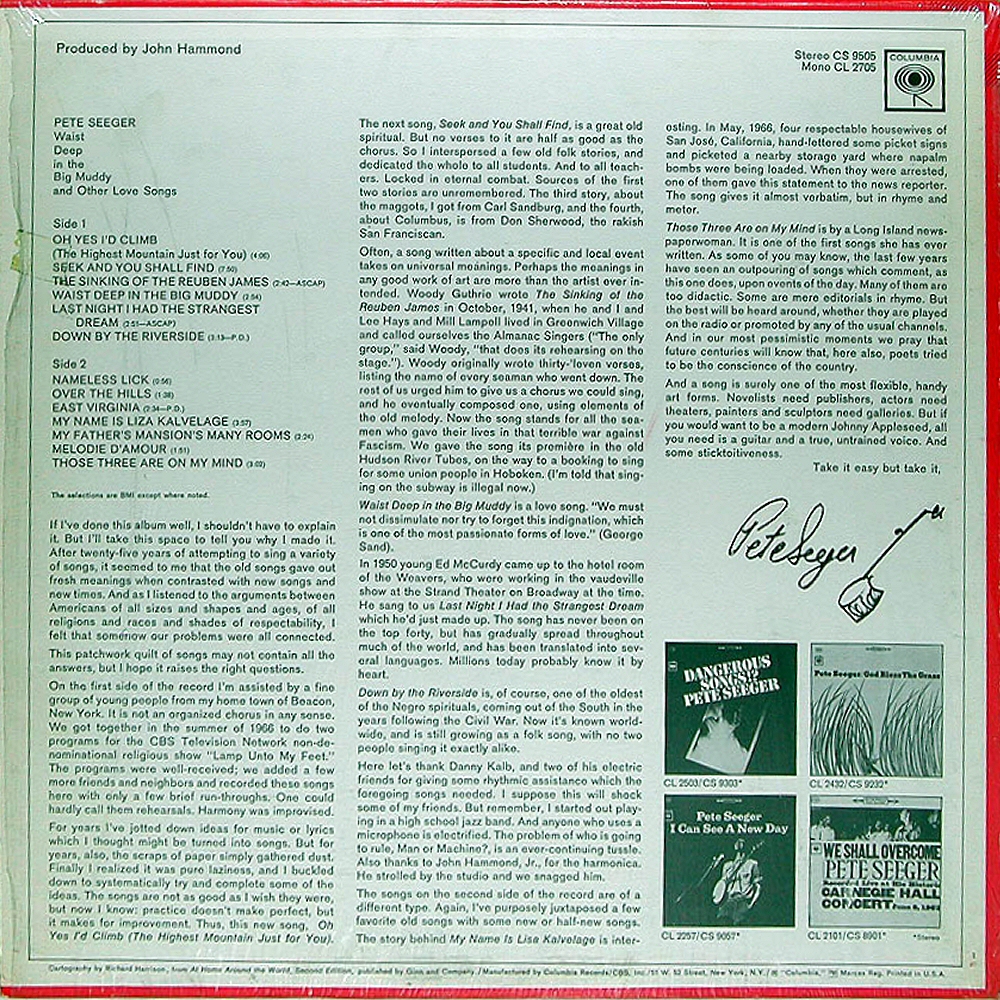 Produced by John Hammond
Stereo CS 9505
Mono CL 2705
COLUMBIA
PETE SEEGER
Waist
Deep
in the
Big Muddy
and Other Love Songs
Side 1
OH YES I'D CLIMB
(The Highest Mountain Just for You) (4:06)
SEEK AND YOU SHALL FIND (7:50)
THE SINKING OF THE REUBEN JAMES (2:42—ASCAP)
WAIST DEEP IN THE BIG MUDDY (2:54)
LAST NIGHT I HAD THE STRANGEST
DREAM (2:51—ASCAP)
DOWN BY THE RIVERSIDE (3:13—P.D.)
Side 2
NAMELESS LICK (0:56)
OVER THE HILLS (1:38)
EAST VIRGINIA (2:34—P.D.)
MY NAME IS LIZA KALVELAGE (3:57)
MY FATHER'S MANSION'S MANY ROOMS (2:24)
MELODIE D'AMOUR (1:51)
THOSE THREE ARE ON MY MIND (3:02)
The selections are BMI except where noted.
If I've done this album well, I shouldn't have to explain
it. But I'll take this space to tell you why I made it.
After twenty-five years of attempting to sing a variety
of songs, it seemed to me that the old songs gave out
fresh meanings when contrasted with new songs and
new times. And as I listened to the arguments between
Americans of all sizes and shapes and ages, of all
religions and races and shades of respectability, I
felt that somehow our problems were all connected.
This patchwork quilt of songs may not contain all the
answers, but I hope it raises the right questions.
On the first side of the record I'm assisted by a fine
group of young people from my home town of Beacon,
New York. It is not an organized chorus in any sense.
We got together in the summer of 1966 to do two
programs for the CBS Television Network non-de-
nominational religious show "Lamp Unto My Feet."
The programs were well-received; we added a few
more friends and neighbors and recorded these songs
here with only a few brief run-throughs. One could
hardly call them rehearsals. Harmony was improvised.
For years I've jotted down ideas for music or lyrics
which I thought might be turned into songs. But for
years, also, the scraps of paper simply gathered dust.
Finally I realized it was pure laziness, and I buckled
down to systematically try and complete some of the
ideas. The songs are not as good as I wish they were,
but now I know: practice doesn't make perfect, but
it makes for improvement. Thus, this new song, Oh
Yes I'd Climb (The Highest Mountain Just for You).
The next song, Seek and You Shall Find, is a great old
spiritual. But no verses to it are half as good as the
chorus. So I interspersed a few old folk stories, and
dedicated the whole to all students. And to all teach-
ers. Locked in eternal combat. Sources of the first
two stories are unremembered. The third story, about
the maggots, I got from Carl Sandburg, and the fourth,
about Columbus, is from Don Sherwood, the rakish
San Franciscan.
Often, a song written about a specific and local event
takes on universal meanings. Perhaps the meanings in
any good work of art are more than the artist ever in-
tended. Woody Guthrie wrote The Sinking of the
Reuben James in October, 1941, when he and I and
Lee Hays and Mill Lampell lived in Greenwich Village
and called ourselves the Almanac Singers ("The only
group," said Woody, "that does its rehearsing on the
stage."). Woody originally wrote thirty-'leven verses,
listing the name of every seaman who went down. The
rest of us urged him to give us a chorus we could sing,
and he eventually composed one, using elements of
the old melody. Now the song stands for all the sea-
men who gave their lives in that terrible war against
Fascism. We gave the song its première in the old
Hudson River Tubes, on the way to a booking to sing
for some union people in Hoboken. (I'm told that sing-
ing on the subway is illegal now.)
Waist Deep in the Big Muddy is a love song. "We must
not dissimulate nor try to forget this indignation, which
is one of the most passionate forms of love." (George
Sand).
In 1950 young Ed McCurdy came up to the hotel room
of the Weavers, who were working in the vaudeville
show at the Strand Theater on Broadway at the time.
He sang to us Last Night I Had the Strangest Dream
which he'd just made up. The song has never been on
the top forty, but has gradually spread throughout
much of the world, and has been translated into sev-
eral languages. Millions today probably know it by
heart.
Down by the Riverside is, of course, one of the oldest
of the Negro spirituals, coming out of the South in the
years following the Civil War. Now it's known world-
wide, and is still growing as a folk song, with no two
people singing it exactly alike.
Here let's thank Danny Kalb, and two of his electric
friends for giving some rhythmic assistance which the
foregoing songs needed. I suppose this will shock
some of my friends. But remember, I started out play-
ing in a high school jazz band. And anyone who uses a
microphone is electrified. The problem of who is going
to rule, Man or Machine?, is an ever-continuing tussle.
Also thanks to John Hammond, Jr., for the harmonica.
He strolled by the studio and we snagged him.
The songs on the second side of the record are of a
different type. Again, I've purposely juxtaposed a few
favorite old songs with some new or half-new songs.
The story behind My Name Is Lisa Kalvelage is inter-
osting. In May, 1966, four respectable housewives of
San José, California, hand-lettered some picket signs
and picketed a nearby storage yard where napalm
bombs were being loaded. When they were arrested,
one of them gave this statement to the news reporter.
The song gives it almost verbatim, but in rhyme and
meter.
Those Three Are on My Mind is by a Long Island news-
paperwoman. It is one of the first songs she has ever
written. As some of you may know, the last few years
have seen an outpouring of songs which comment, as
this one does, upon events of the day. Many of them are
too didactic. Some are mere editorials in rhyme. But
the best will be heard around, whether they are played
on the radio or promoted by any of the usual channels.
And in our most pessimistic moments we pray that
future centuries will know that, here also, poets tried
to be the conscience of the country.
And a song is surely one of the most flexible, handy
art forms. Novelists need publishers, actors need
theaters, painters and sculptors need galleries. But if
you would want to be a modern Johnny Appleseed, all
you need is a guitar and a true, untrained voice. And
some sticktoitiveness.
Take it easy but take it,
Pete Seeger
DANGEROUS
SONGS!?
PETE SEEGER
CL 2503/CS 9303*
Pete Seeger: God Bless The Grass
CL 2432/CS 9232*
Pete Seeger
I Can See A New Day
CL 2257/CS 9057*
WE SHALL OVERCOME
PETE SEEGER
Recorded Live at His Historic
CARNEGIE HALL
CONCERT, June 8, 1963
CL 2101/CS 8901*
*Stereo
1
Cartography by Richard Harrison, from At Home Around the World, Second Edition, published by Ginn and Company./Manufactured by Columbia Records/CBS, Inc./51 W. 52 Street, New York, N.Y./® "Columbia," Marcas Reg. Printed in U.S.A.